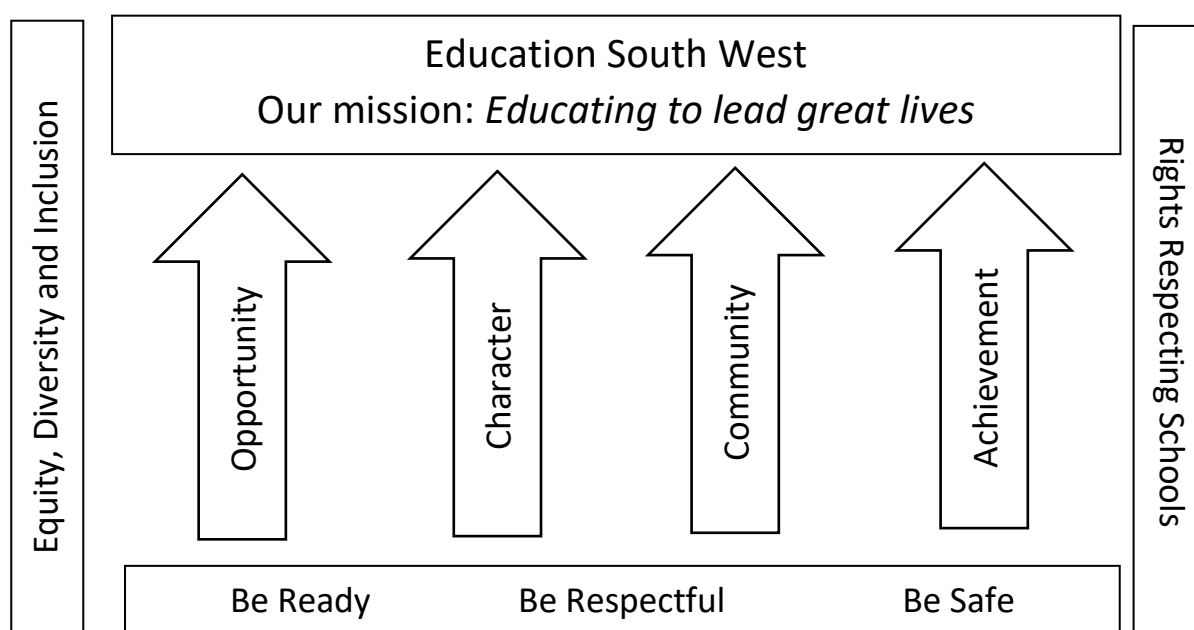 Education South West
Our mission: Educating to lead great lives
Equity, Diversity and Inclusion
Opportunity
Character
Community
Achievement
Rights Respecting Schools
Be Ready Be Respectful Be Safe